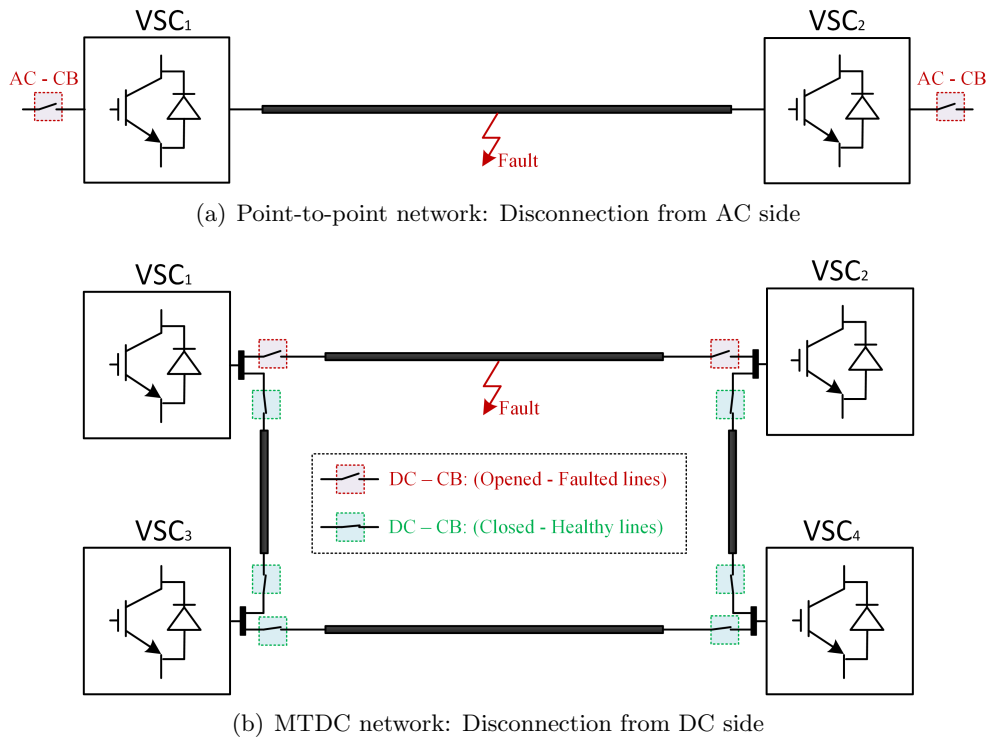 VSC₁
VSC₂
AC - CB
AC - CB
Fault
(a) Point-to-point network: Disconnection from AC side
VSC₁
VSC₂
Fault
DC – CB: (Opened - Faulted lines)
DC – CB: (Closed - Healthy lines)
VSC₃
VSC₄
(b) MTDC network: Disconnection from DC side